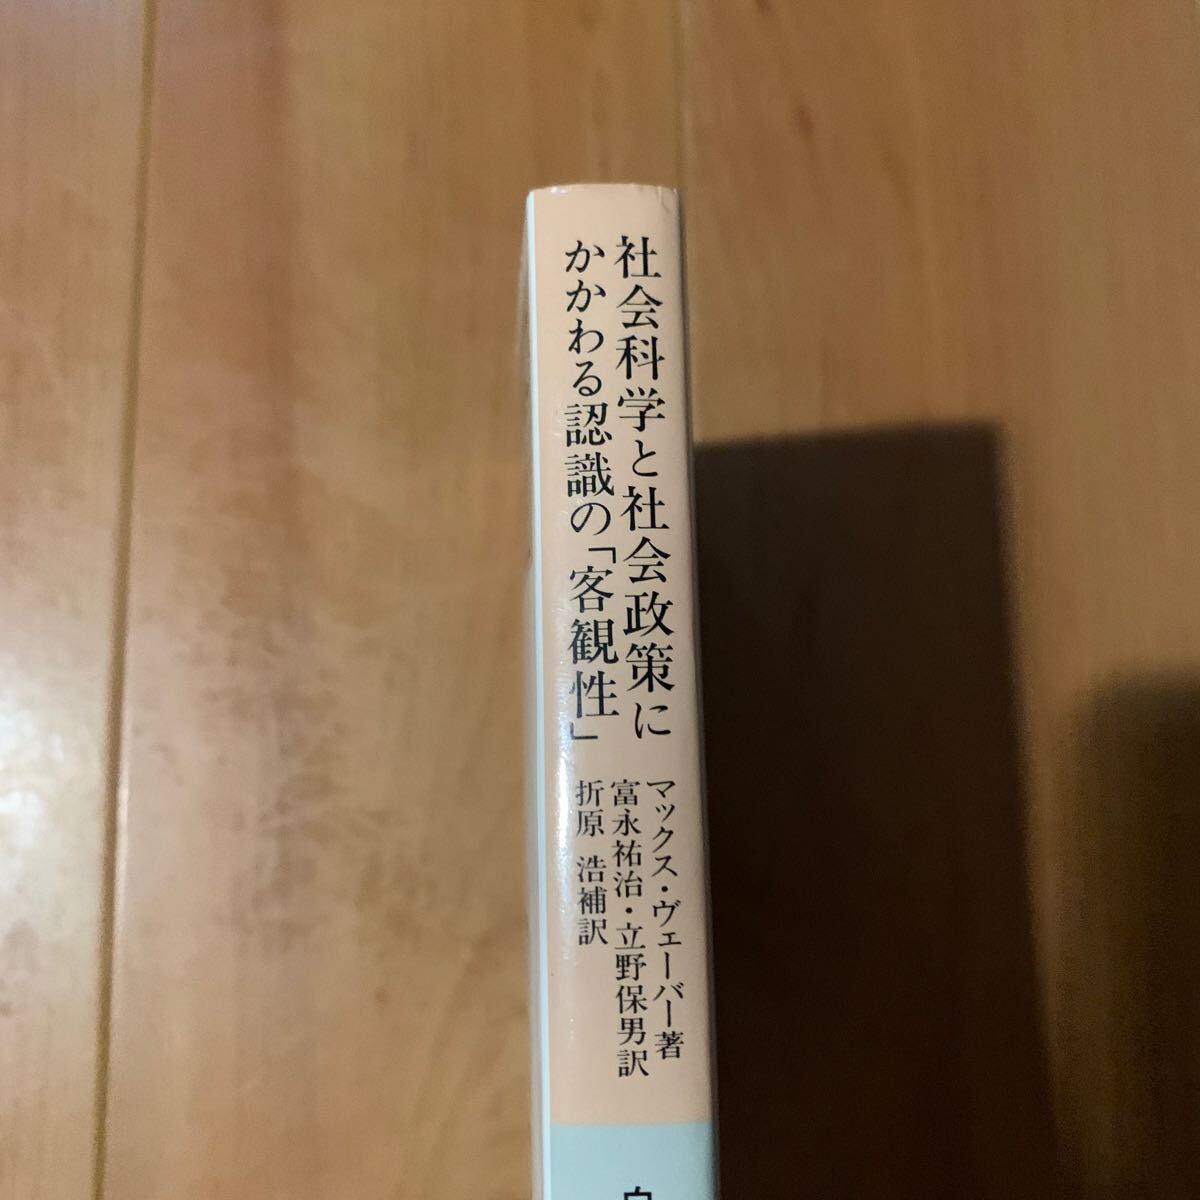 社会科学と社会政策に
かかわる認識の「客観性」
マックス・ヴェーバー著
富永祐治・立野保男訳
折原 浩補訳
白